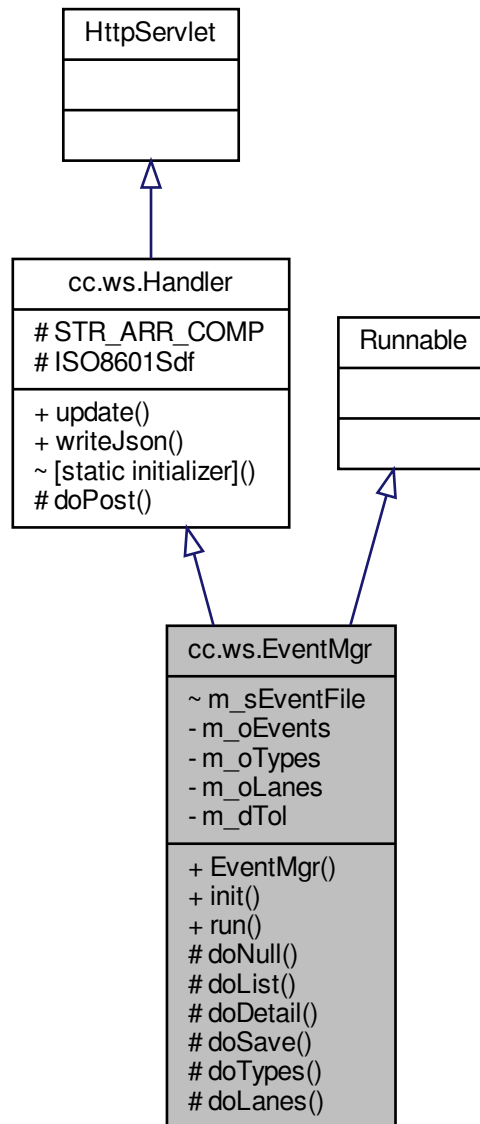 HttpServlet
cc.ws.Handler
# STR_ARR_COMP
# ISO8601Sdf
+ update()
+ writeJson()
~ [static initializer]()
# doPost()
Runnable
cc.ws.EventMgr
~ m_sEventFile
- m_oEvents
- m_oTypes
- m_oLanes
- m_dTol
+ EventMgr()
+ init()
+ run()
# doNull()
# doList()
# doDetail()
# doSave()
# doTypes()
# doLanes()